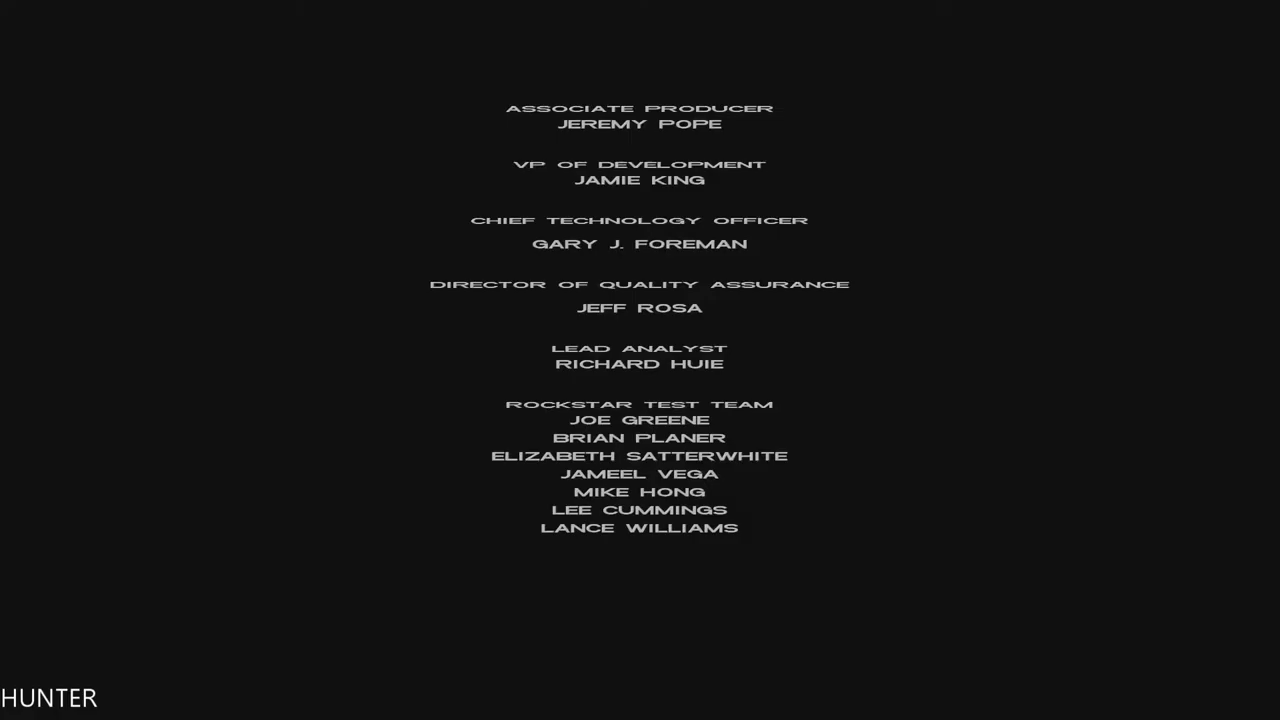 ASSOCIATE PRODUCER
JEREMY POPE
VP OF DEVELOPMENT
JAMIE KING
CHIEF TECHNOLOGY OFFICER
GARY J. FOREMAN
DIRECTOR OF QUALITY ASSURANCE
JEFF ROSA
LEAD ANALYST
RICHARD HUIE
ROCKSTAR TEST TEAM
JOE GREENE
BRIAN PLANER
ELIZABETH SATTERWHITE
JAMEEL VEGA
MIKE HONG
LEE CUMMINGS
LANCE WILLIAMS
HUNTER